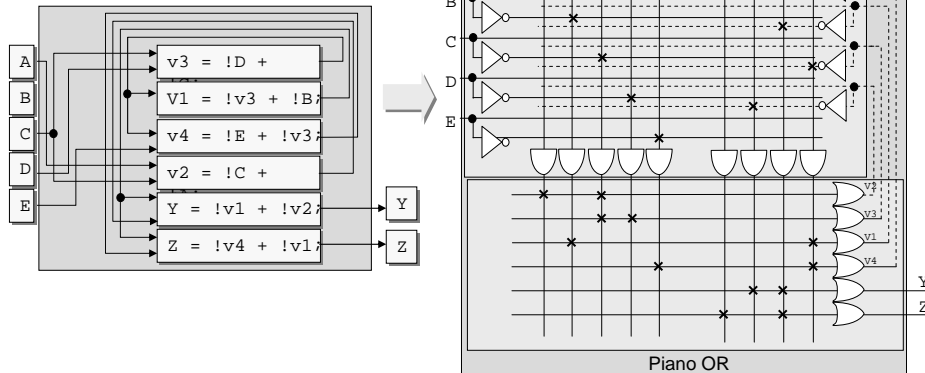 A
B
C
D
E
v3 = !D +
V1 = !v3 + !B;
v4 = !E + !v3;
v2 = !C +
Y = !v1 + !v2;
Z = !v4 + !v1;
Y
Z
B
C
D
E
v2
v3
v1
v4
Y
Z
Piano OR